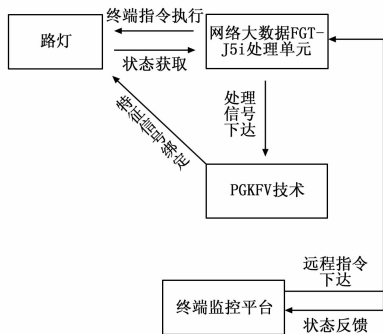 终端指令执行
路灯
状态获取
网络大数据FGT-
J5i处理单元
处理
信号
下达
特征信号绑定
PGKFV技术
远程指令
下达
终端监控平台
状态反馈